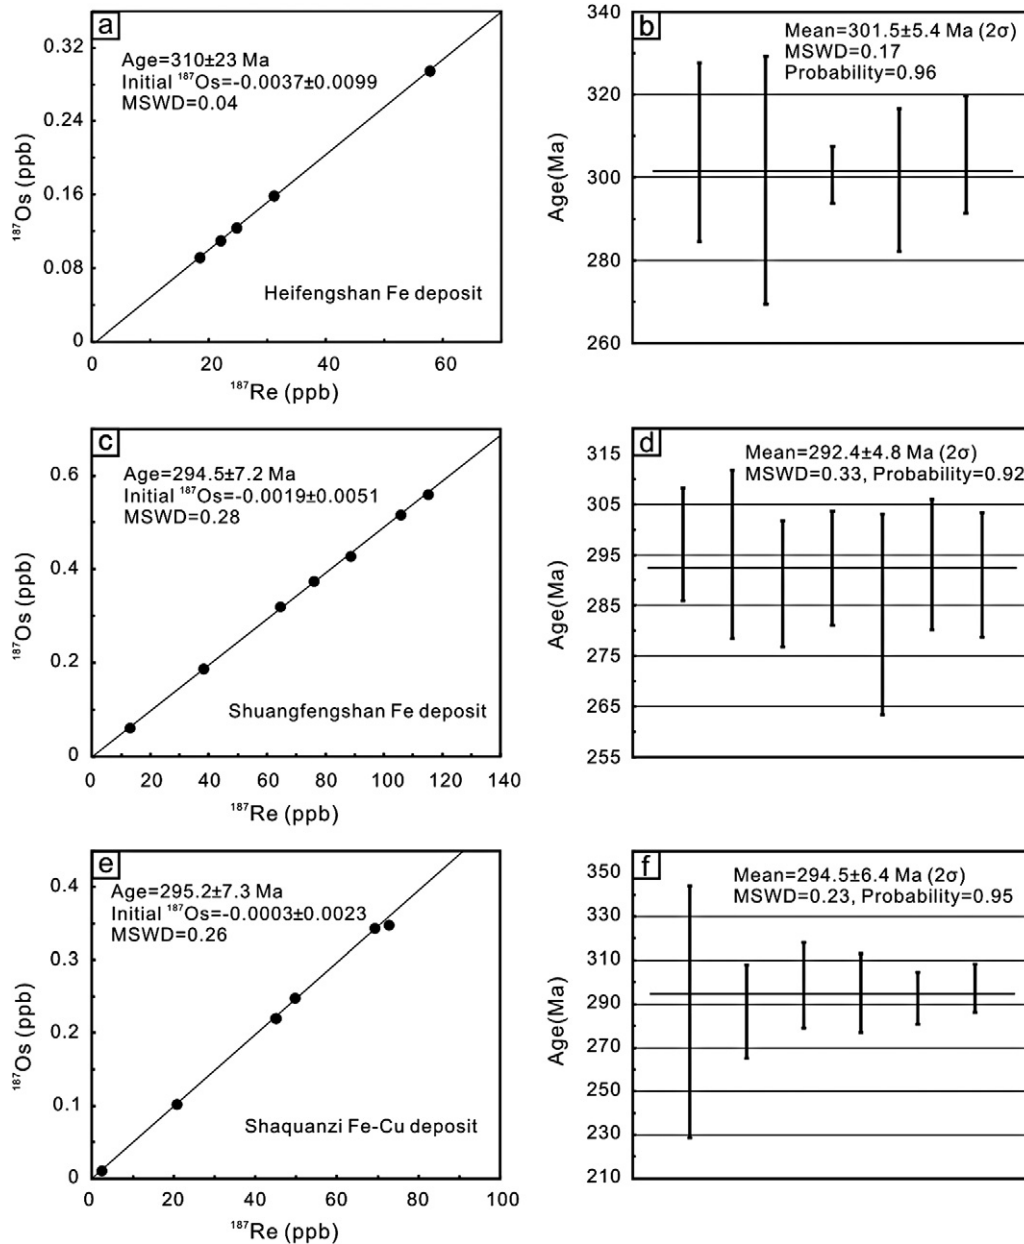 a
Age=310±23 Ma
Initial ¹⁸⁷Os=-0.0037±0.0099
MSWD=0.04
0.32
0.24
0.16
0.08
0
¹⁸⁷Os (ppb)
Heifengshan Fe deposit
0 20 40 60
¹⁸⁷Re (ppb)
b
Mean=301.5±5.4 Ma (2σ)
MSWD=0.17
Probability=0.96
340
320
300
280
260
Age(Ma)
c
Age=294.5±7.2 Ma
Initial ¹⁸⁷Os=-0.0019±0.0051
MSWD=0.28
0.6
0.4
0.2
0
¹⁸⁷Os (ppb)
Shuangfengshan Fe deposit
0 20 40 60 80 100 120 140
¹⁸⁷Re (ppb)
d
Mean=292.4±4.8 Ma (2σ)
MSWD=0.33, Probability=0.92
315
305
295
285
275
265
255
Age(Ma)
e
Age=295.2±7.3 Ma
Initial ¹⁸⁷Os=-0.0003±0.0023
MSWD=0.26
0.4
0.3
0.2
0.1
0
¹⁸⁷Os (ppb)
Shaquanzi Fe-Cu deposit
0 20 40 60 80 100
¹⁸⁷Re (ppb)
f
Mean=294.5±6.4 Ma (2σ)
MSWD=0.23, Probability=0.95
350
330
310
290
270
250
230
210
Age(Ma)